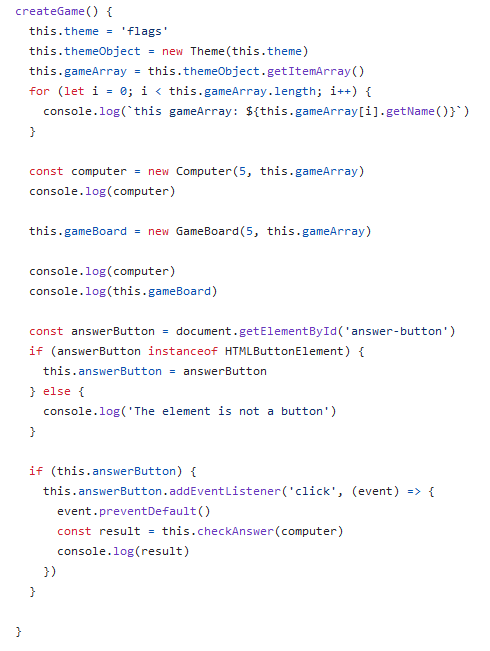 createGame() {
  this.theme = 'flags'
  this.themeObject = new Theme(this.theme)
  this.gameArray = this.themeObject.getItemArray()
  for (let i = 0; i < this.gameArray.length; i++) {
    console.log(`this gameArray: ${this.gameArray[i].getName()}`)
  }

  const computer = new Computer(5, this.gameArray)
  console.log(computer)

  this.gameBoard = new GameBoard(5, this.gameArray)

  console.log(computer)
  console.log(this.gameBoard)

  const answerButton = document.getElementById('answer-button')
  if (answerButton instanceof HTMLButtonElement) {
    this.answerButton = answerButton
  } else {
    console.log('The element is not a button')
  }

  if (this.answerButton) {
    this.answerButton.addEventListener('click', (event) => {
      event.preventDefault()
      const result = this.checkAnswer(computer)
      console.log(result)
    })
  }

}